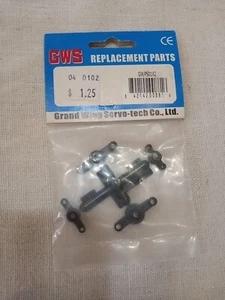 GWS
REPLACEMENT PARTS
CE
04 0102
$ 1.25
Grand Wing Servo-tech Co., Ltd.